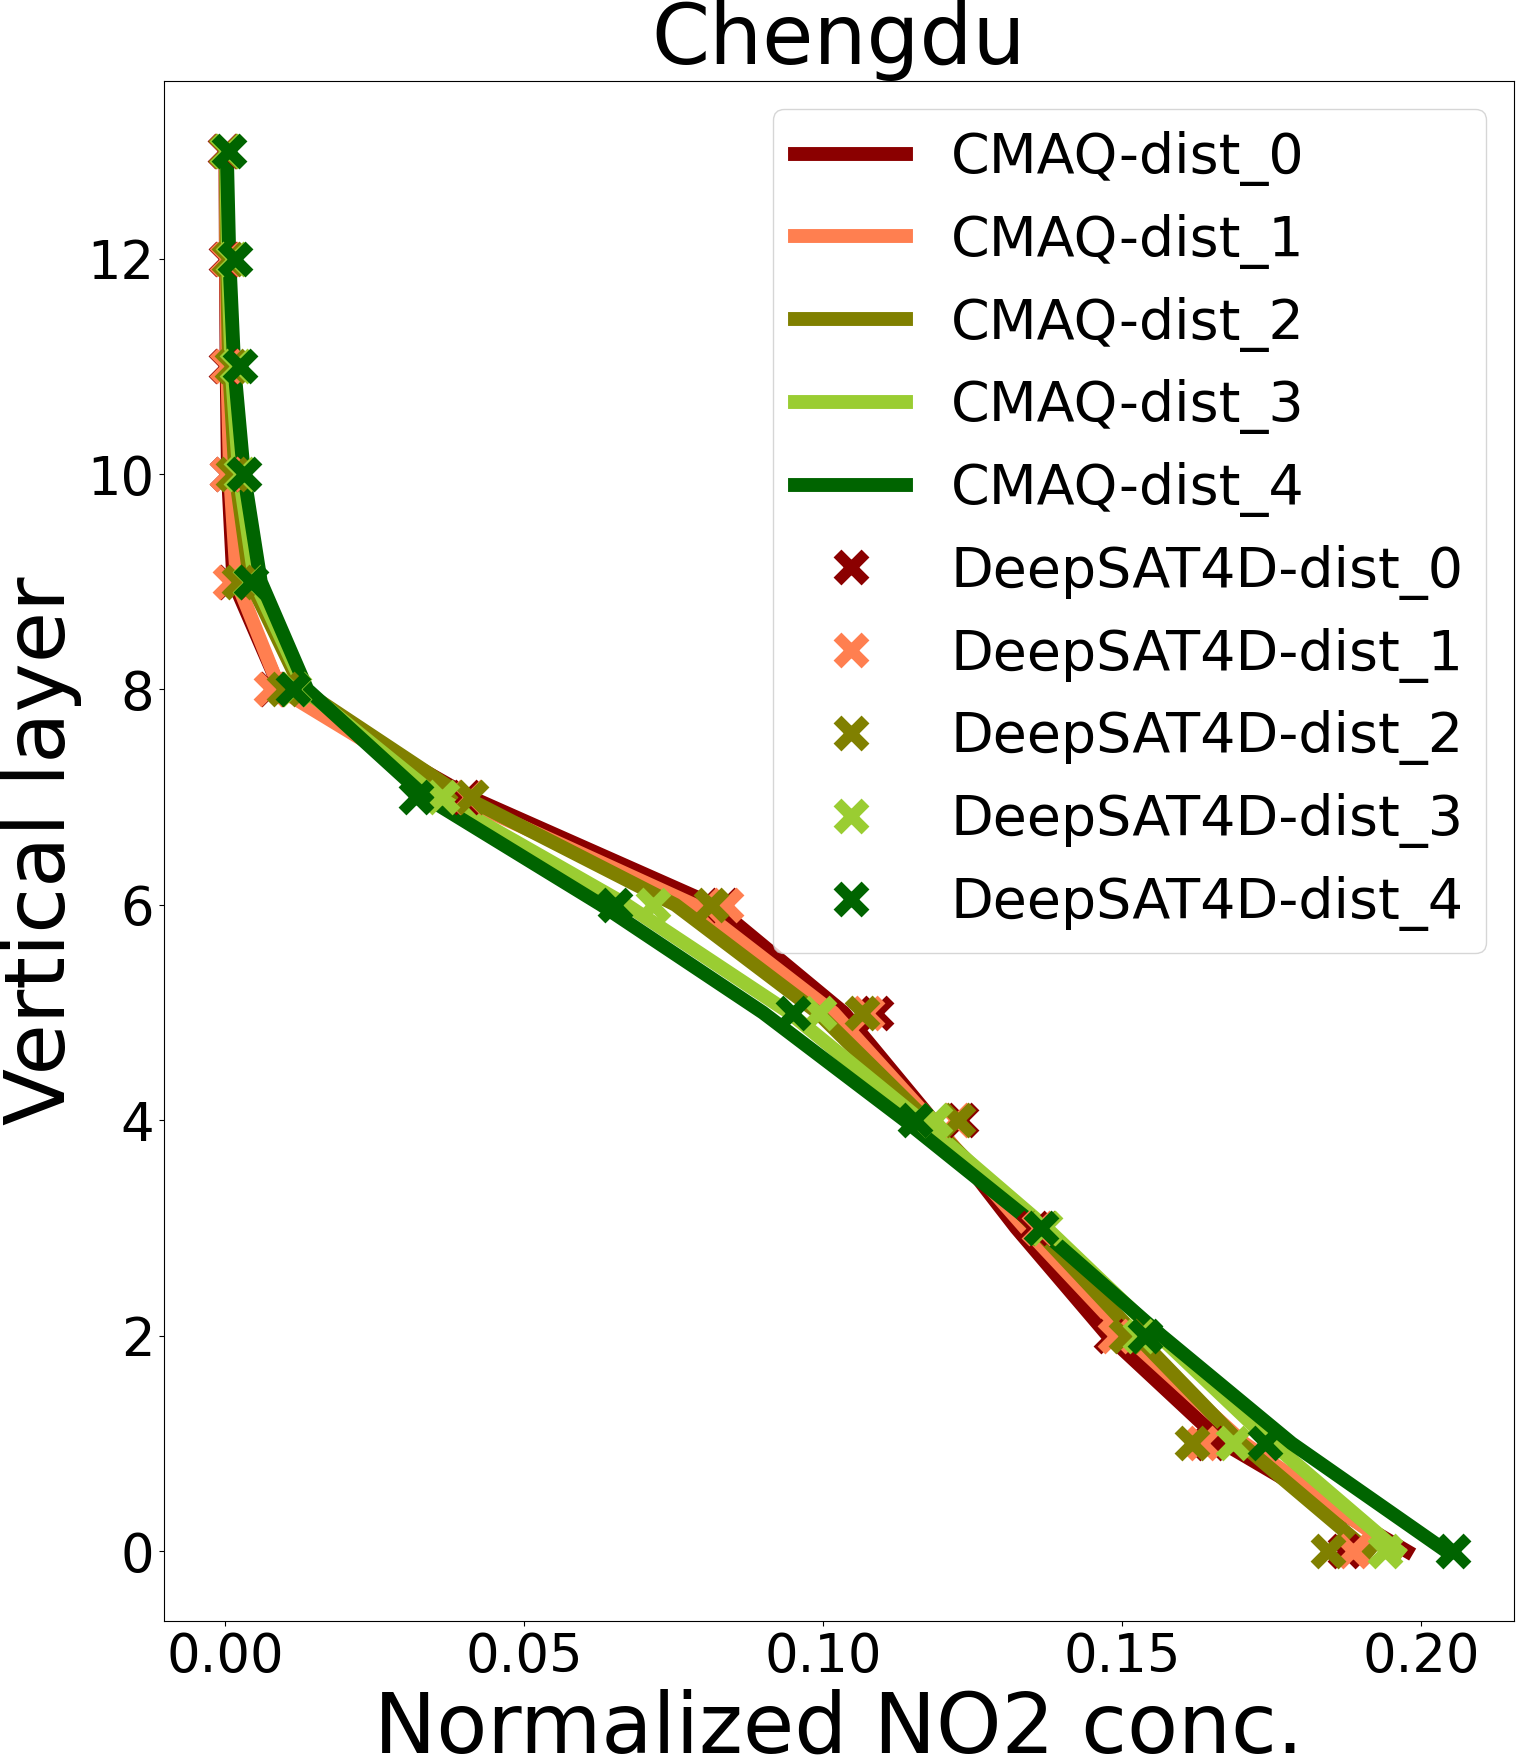 Chengdu
CMAQ-dist_0
CMAQ-dist_1
CMAQ-dist_2
CMAQ-dist_3
CMAQ-dist_4
DeepSAT4D-dist_0
DeepSAT4D-dist_1
DeepSAT4D-dist_2
DeepSAT4D-dist_3
DeepSAT4D-dist_4
Vertical layer
12
10
8
6
4
2
0
0.00 0.05 0.10 0.15 0.20
Normalized NO2 conc.